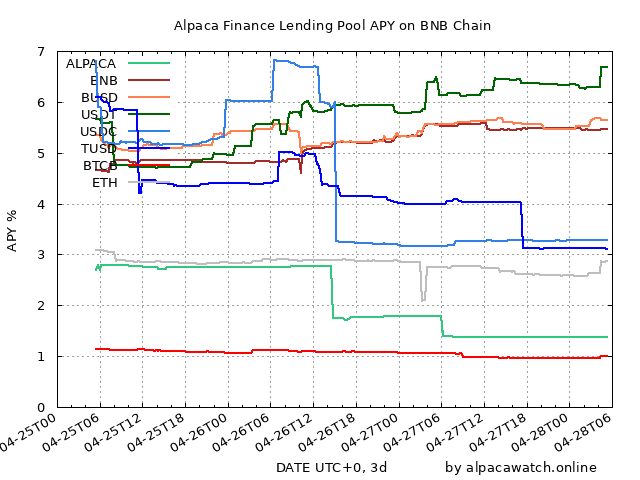 Alpaca Finance Lending Pool APY on BNB Chain
7
6
5
4
3
2
1
0
APY %
ALPACA
BNB
BUSD
USDT
USDC
TUSD
BTCB
ETH
04-25T00
04-25T06
04-25T12
04-25T18
04-26T00
04-26T06
04-26T12
04-26T18
04-27T00
04-27T06
04-27T12
04-27T18
04-28T00
04-28T06
DATE UTC+0, 3d
by alpacawatch.online